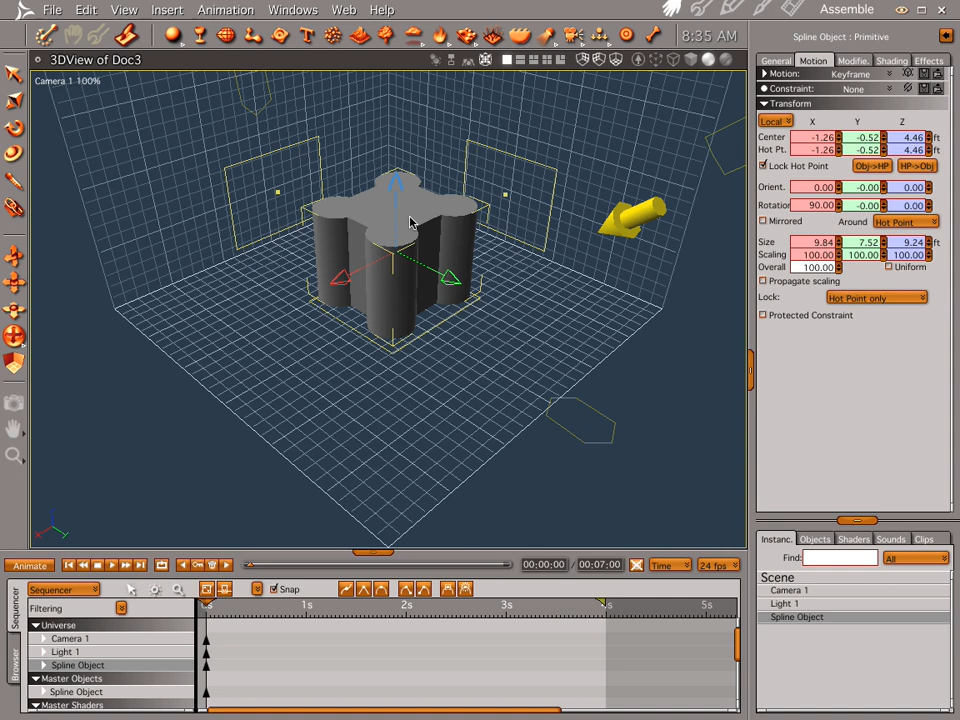 File Edit View Insert Animation Windows Web Help Assemble
8:35 AM
3DView of Doc3
Camera 1 100%
Spline Object : Primitive
General Motion Modifie. Shading Effects
Motion: Keyframe
Constraint: None
Transform
Local X Y Z
Center -1.26 -0.52 4.46 ft
Hot Pt. -1.26 -0.52 4.46
Lock Hot Point Obj->HP HP->Obj
Orient. 0.00 -0.00 0.00
Rotation 90.00 -0.00 0.00
Mirrored Around Hot Point
Size 9.84 7.52 9.24 ft
Scaling 100.00 100.00 100.00
Overall 100.00 Uniform
Propagate scaling
Lock: Hot Point only
Protected Constraint
Animate 00:00:00 / 00:07:00 Time 24 fps
Sequencer
Browser
Sequencer Snap
Filtering 1s 2s 3s 5s
Universe
Camera 1
Light 1
Spline Object
Master Objects
Spline Object
Master Shaders
Instanc. Objects Shaders Sounds Clips
Find: All
Scene
Camera 1
Light 1
Spline Object